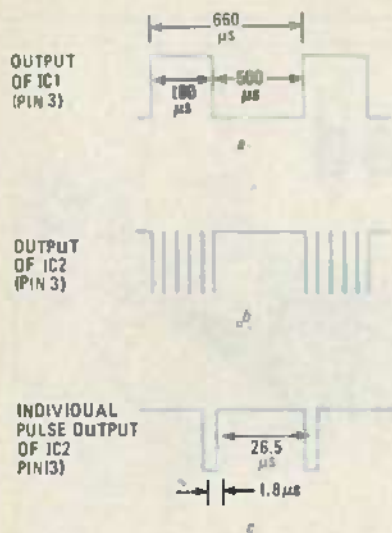 660
µs
OUTPUT
OF IC1
(PIN 3)
µs
µs
a
OUTPUT
OF IC2
(PIN 3)
b
INDIVIDUAL
PULSE OUTPUT
OF IC2
PIN(3)
26.5
µs
1.8µs
c